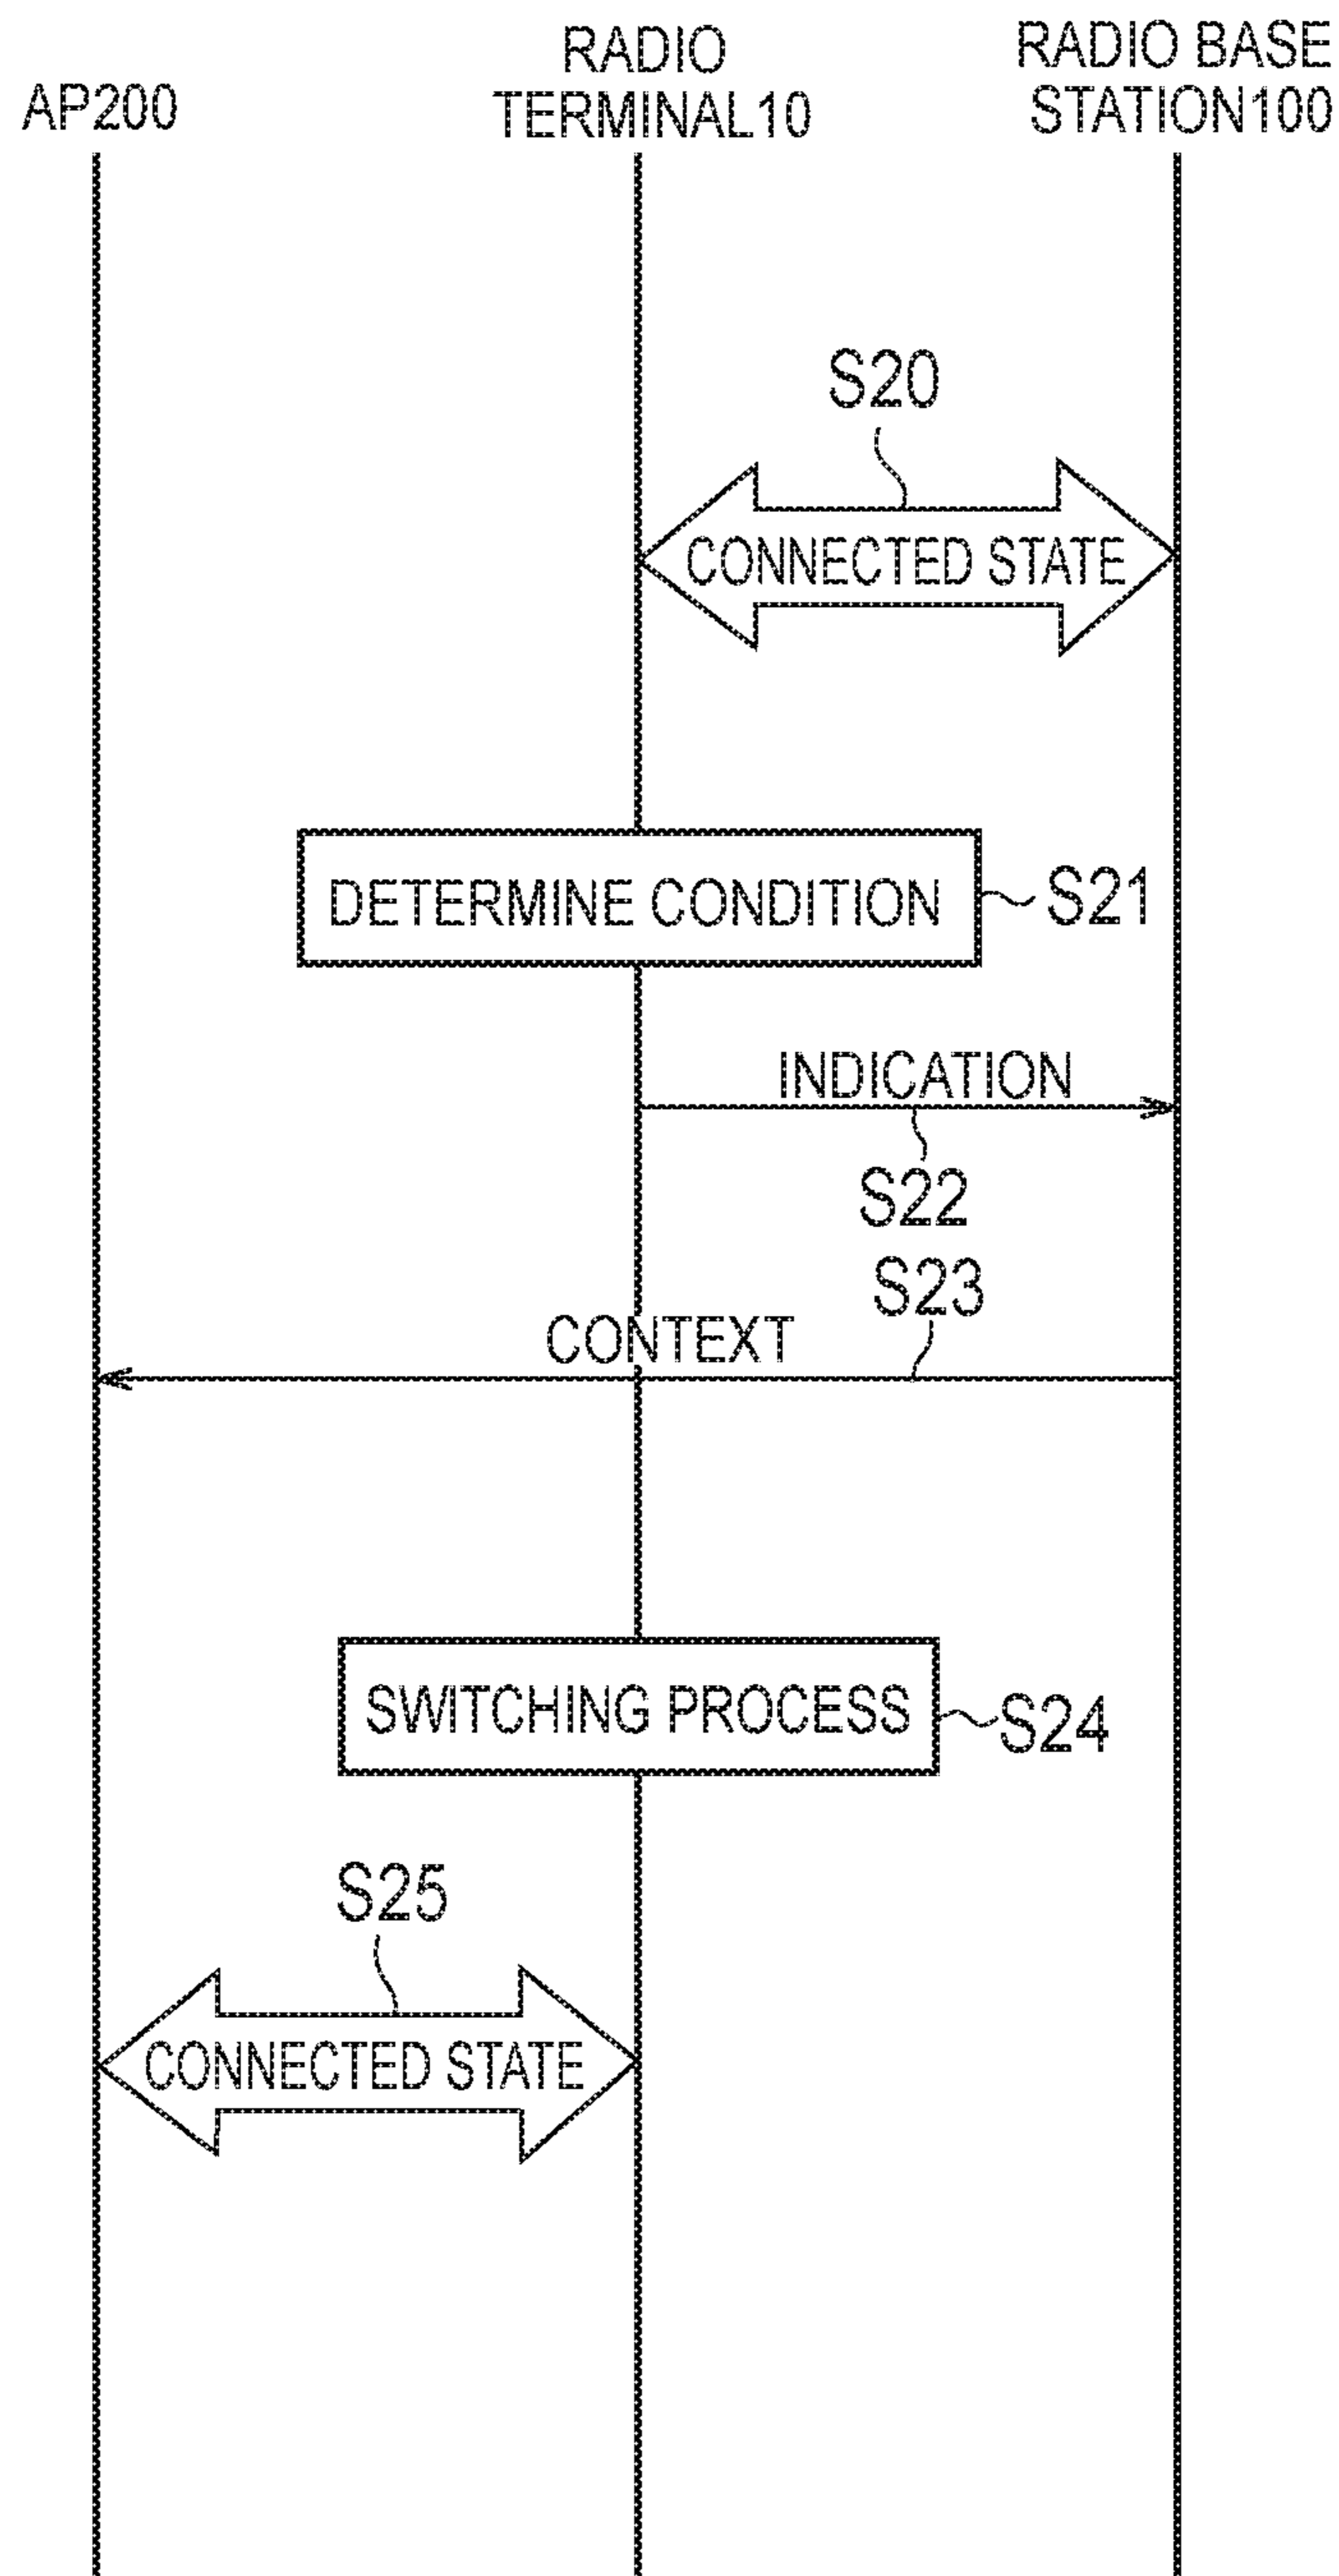 AP200
RADIO
TERMINAL10
RADIO BASE
STATION100
S20
CONNECTED STATE
DETERMINE CONDITION
S21
INDICATION
S22
S23
CONTEXT
SWITCHING PROCESS
S24
S25
CONNECTED STATE